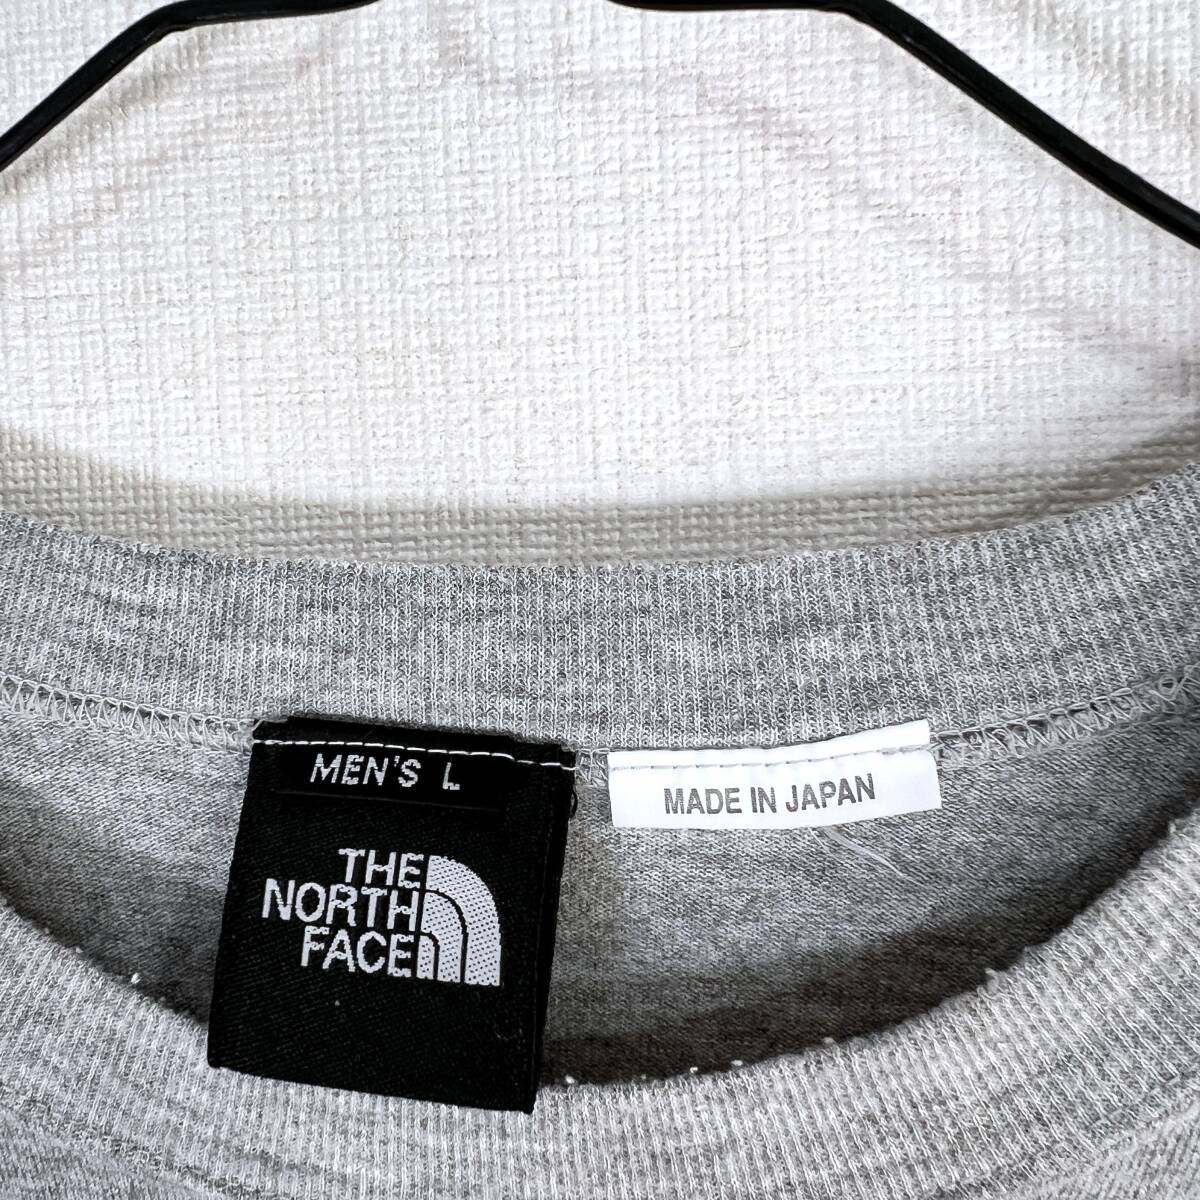 MEN'S L
THE
NORTH
FACE
MADE IN JAPAN